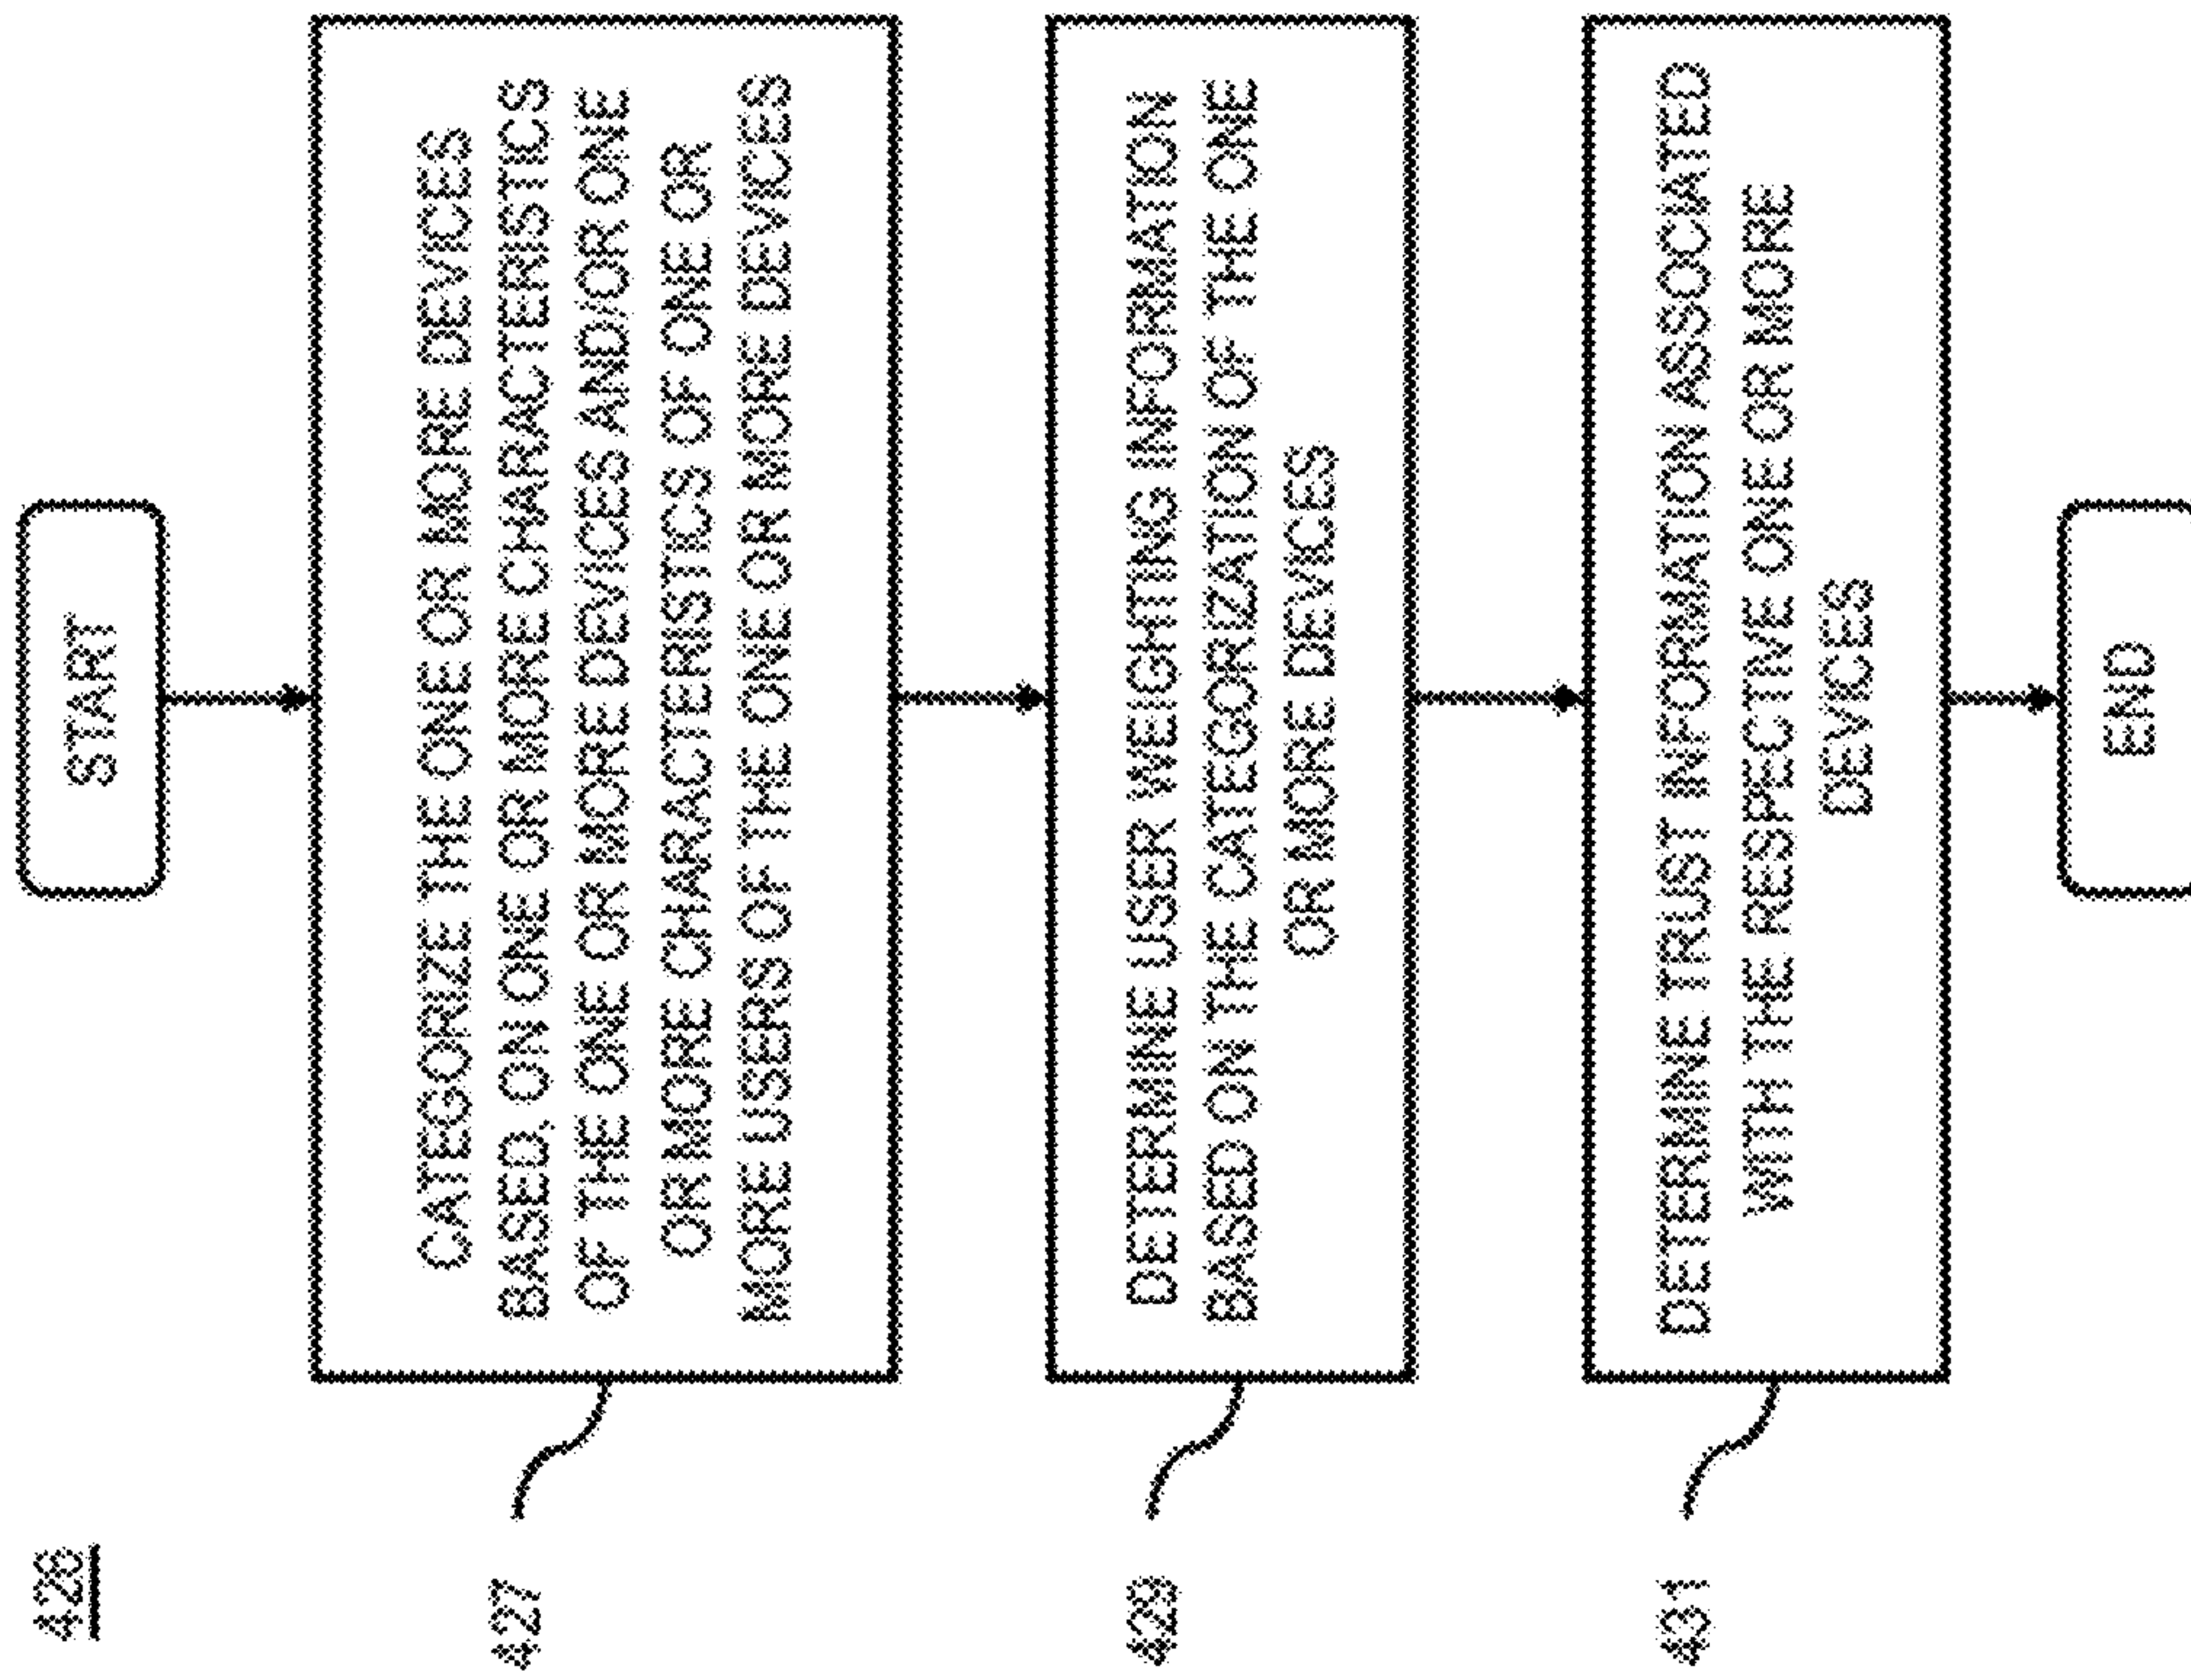 428
START
427
CATEGORIZE THE ONE OR MORE DEVICES
BASED, ON ONE OR MORE CHARACTERISTICS
OF THE ONE OR MORE DEVICES AND/OR ONE
OR MORE CHARACTERISTICS OF ONE OR
MORE USERS OF THE ONE OR MORE DEVICES
429
DETERMINE USER WEIGHTING INFORMATION
BASED ON THE CATEGORIZATION OF THE ONE
OR MORE DEVICES
431
DETERMINE TRUST INFORMATION ASSOCIATED
WITH THE RESPECTIVE ONE OR MORE
DEVICES
END